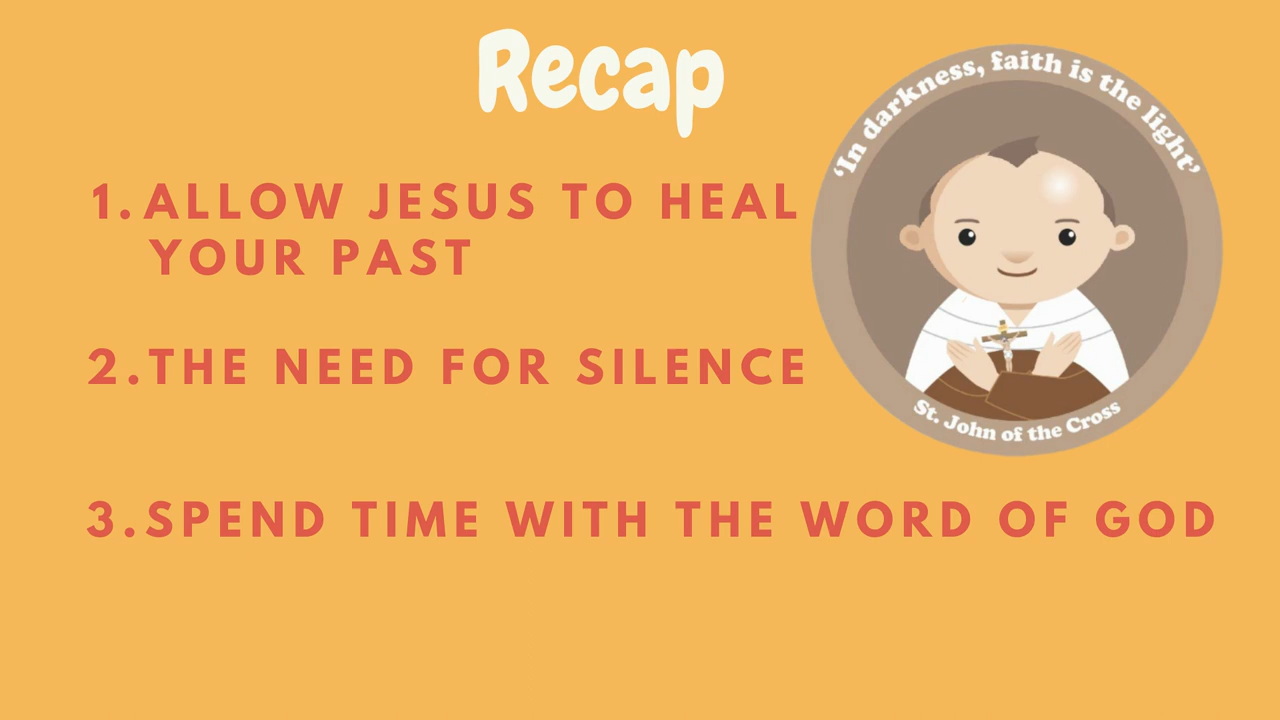 Recap
1. ALLOW JESUS TO HEAL
YOUR PAST
2. THE NEED FOR SILENCE
3. SPEND TIME WITH THE WORD OF GOD
'In darkness, faith is the light'
St. John of the Cross